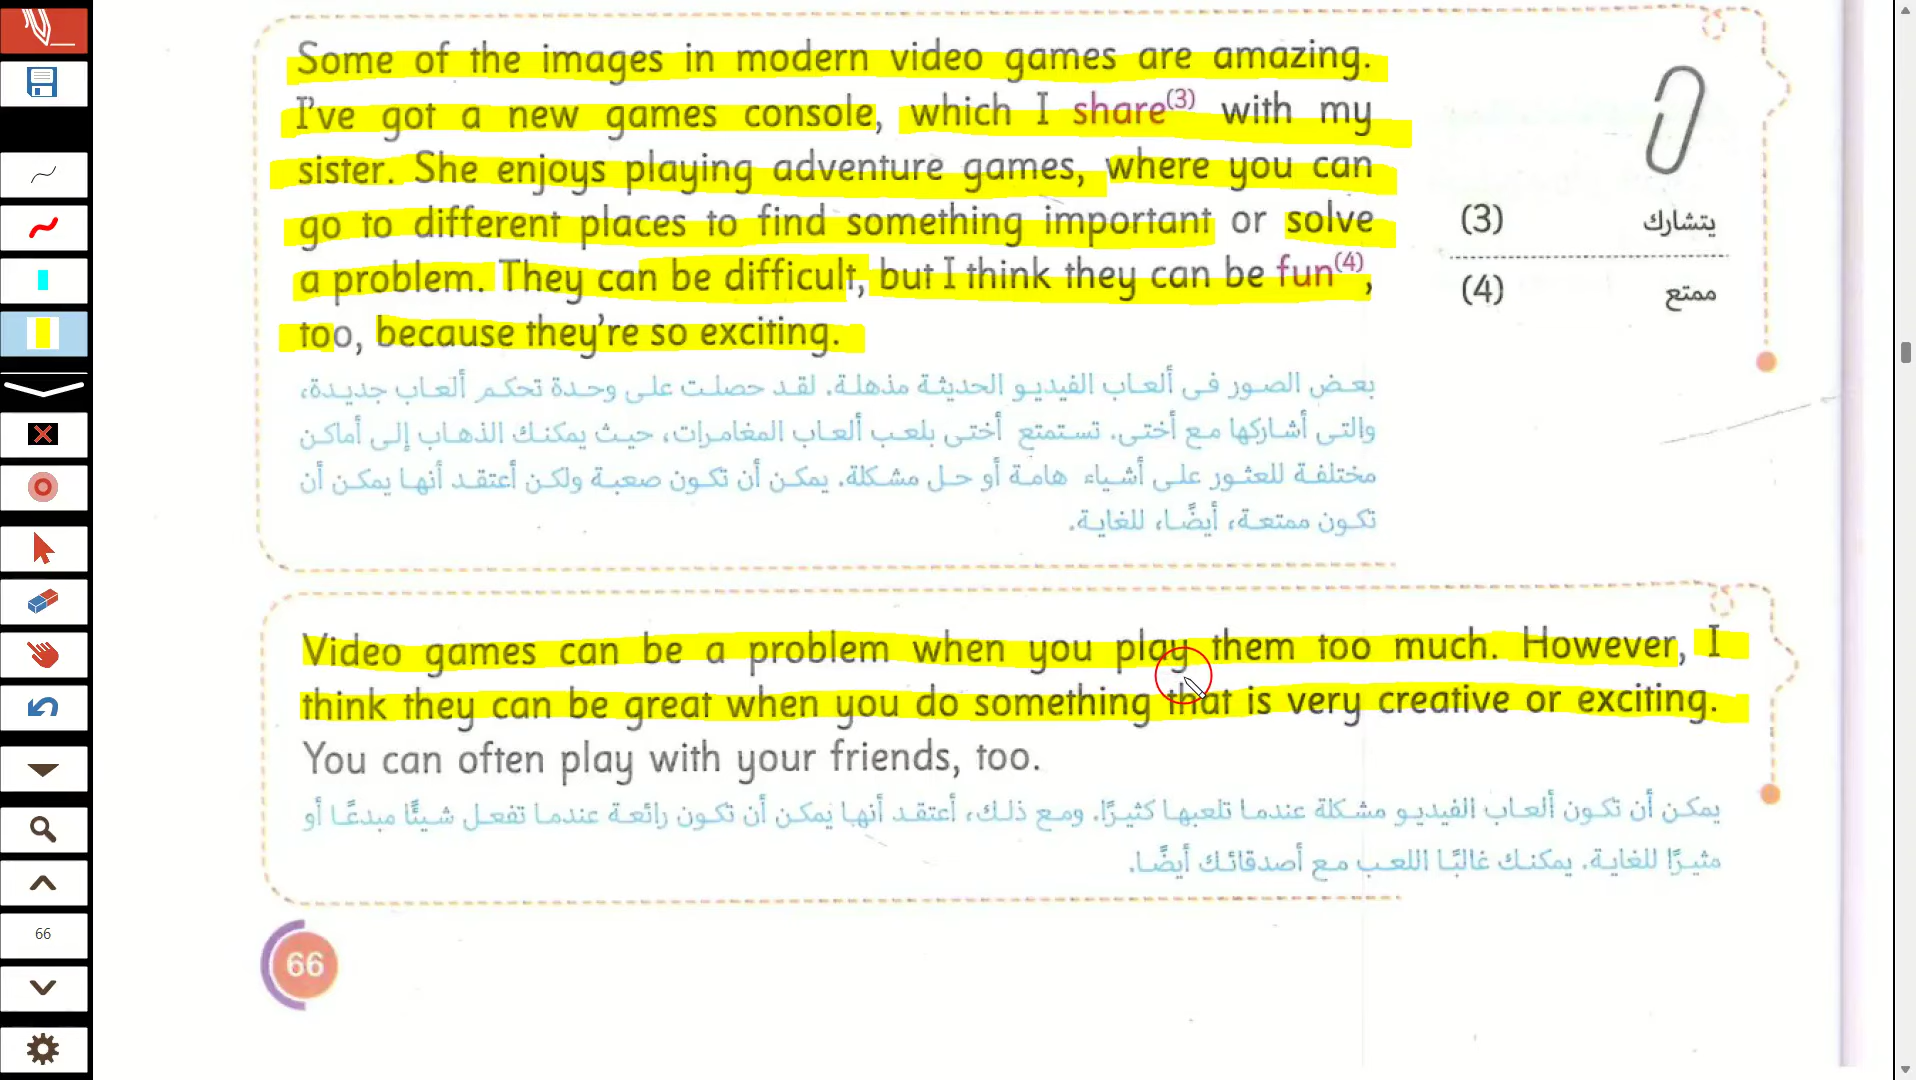 Some of the images in modern video games are amazing.
I've got a new games console, which I share(3) with my
sister. She enjoys playing adventure games, where you can
go to different places to find something important or solve
a problem. They can be difficult, but I think they can be fun(4),
too, because they're so exciting.
(3) يتشارك
(4) ممتع
بعض الصور فى ألعاب الفيديو الحديثة مذهلة. لقد حصلت على وحدة تحكم ألعاب جديدة،
والتى أشاركها مع أختى. تستمتع أختى بلعب ألعاب المغامرات، حيث يمكنك الذهاب إلى أماكن
مختلفة للعثور على أشياء هامة أو حل مشكلة. يمكن أن تكون صعبة ولكن أعتقد أنها يمكن أن
تكون ممتعة، أيضًا، للغاية.
Video games can be a problem when you play them too much. However, I
think they can be great when you do something that is very creative or exciting.
You can often play with your friends, too.
يمكن أن تكون ألعاب الفيديو مشكلة عندما تلعبها كثيرًا. ومع ذلك، أعتقد أنها يمكن أن تكون رائعة عندما تفعل شيئًا مبدعًا أو
مثيرًا للغاية. يمكنك غالبًا اللعب مع أصدقائك أيضًا.
66
66